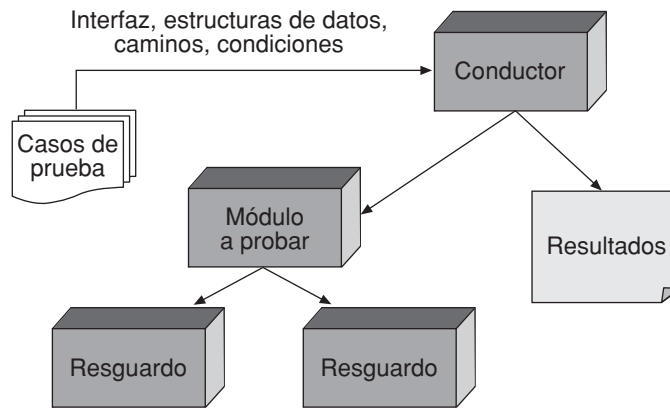 Interfaz, estructuras de datos,
caminos, condiciones
Conductor
Casos de
prueba
Módulo
a probar
Resultados
Resguardo
Resguardo